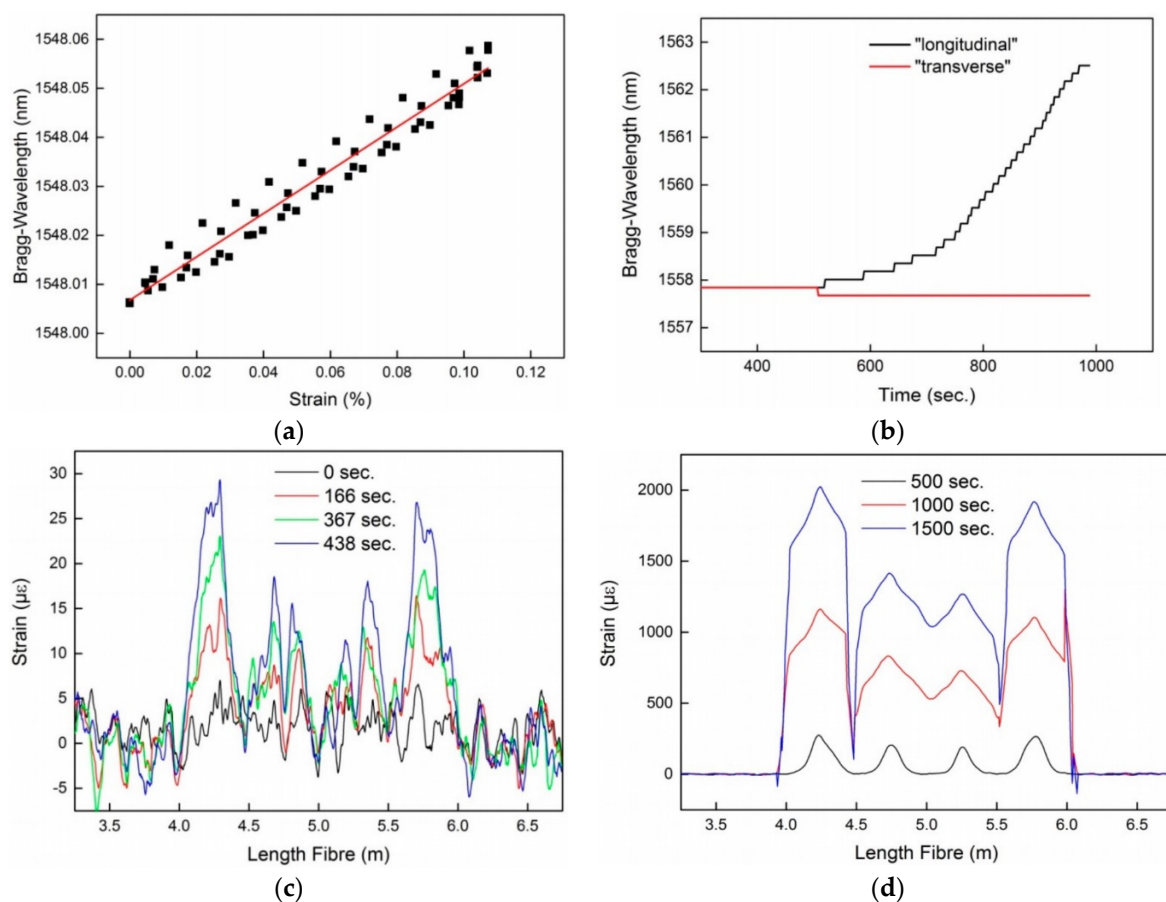 1548.06
1548.05
1548.04
1548.03
1548.02
1548.01
1548.00
Bragg-Wavelength (nm)
0.00 0.02 0.04 0.06 0.08 0.10 0.12
Strain (%)
(a)
1563
1562
1561
1560
1559
1558
1557
Bragg-Wavelength (nm)
"longitudinal"
"transverse"
400 600 800 1000
Time (sec.)
(b)
30
25
20
15
10
5
0
-5
Strain (µε)
0 sec.
166 sec.
367 sec.
438 sec.
3.5 4.0 4.5 5.0 5.5 6.0 6.5
Length Fibre (m)
(c)
2000
1500
1000
500
0
Strain (µε)
500 sec.
1000 sec.
1500 sec.
3.5 4.0 4.5 5.0 5.5 6.0 6.5
Length Fibre (m)
(d)